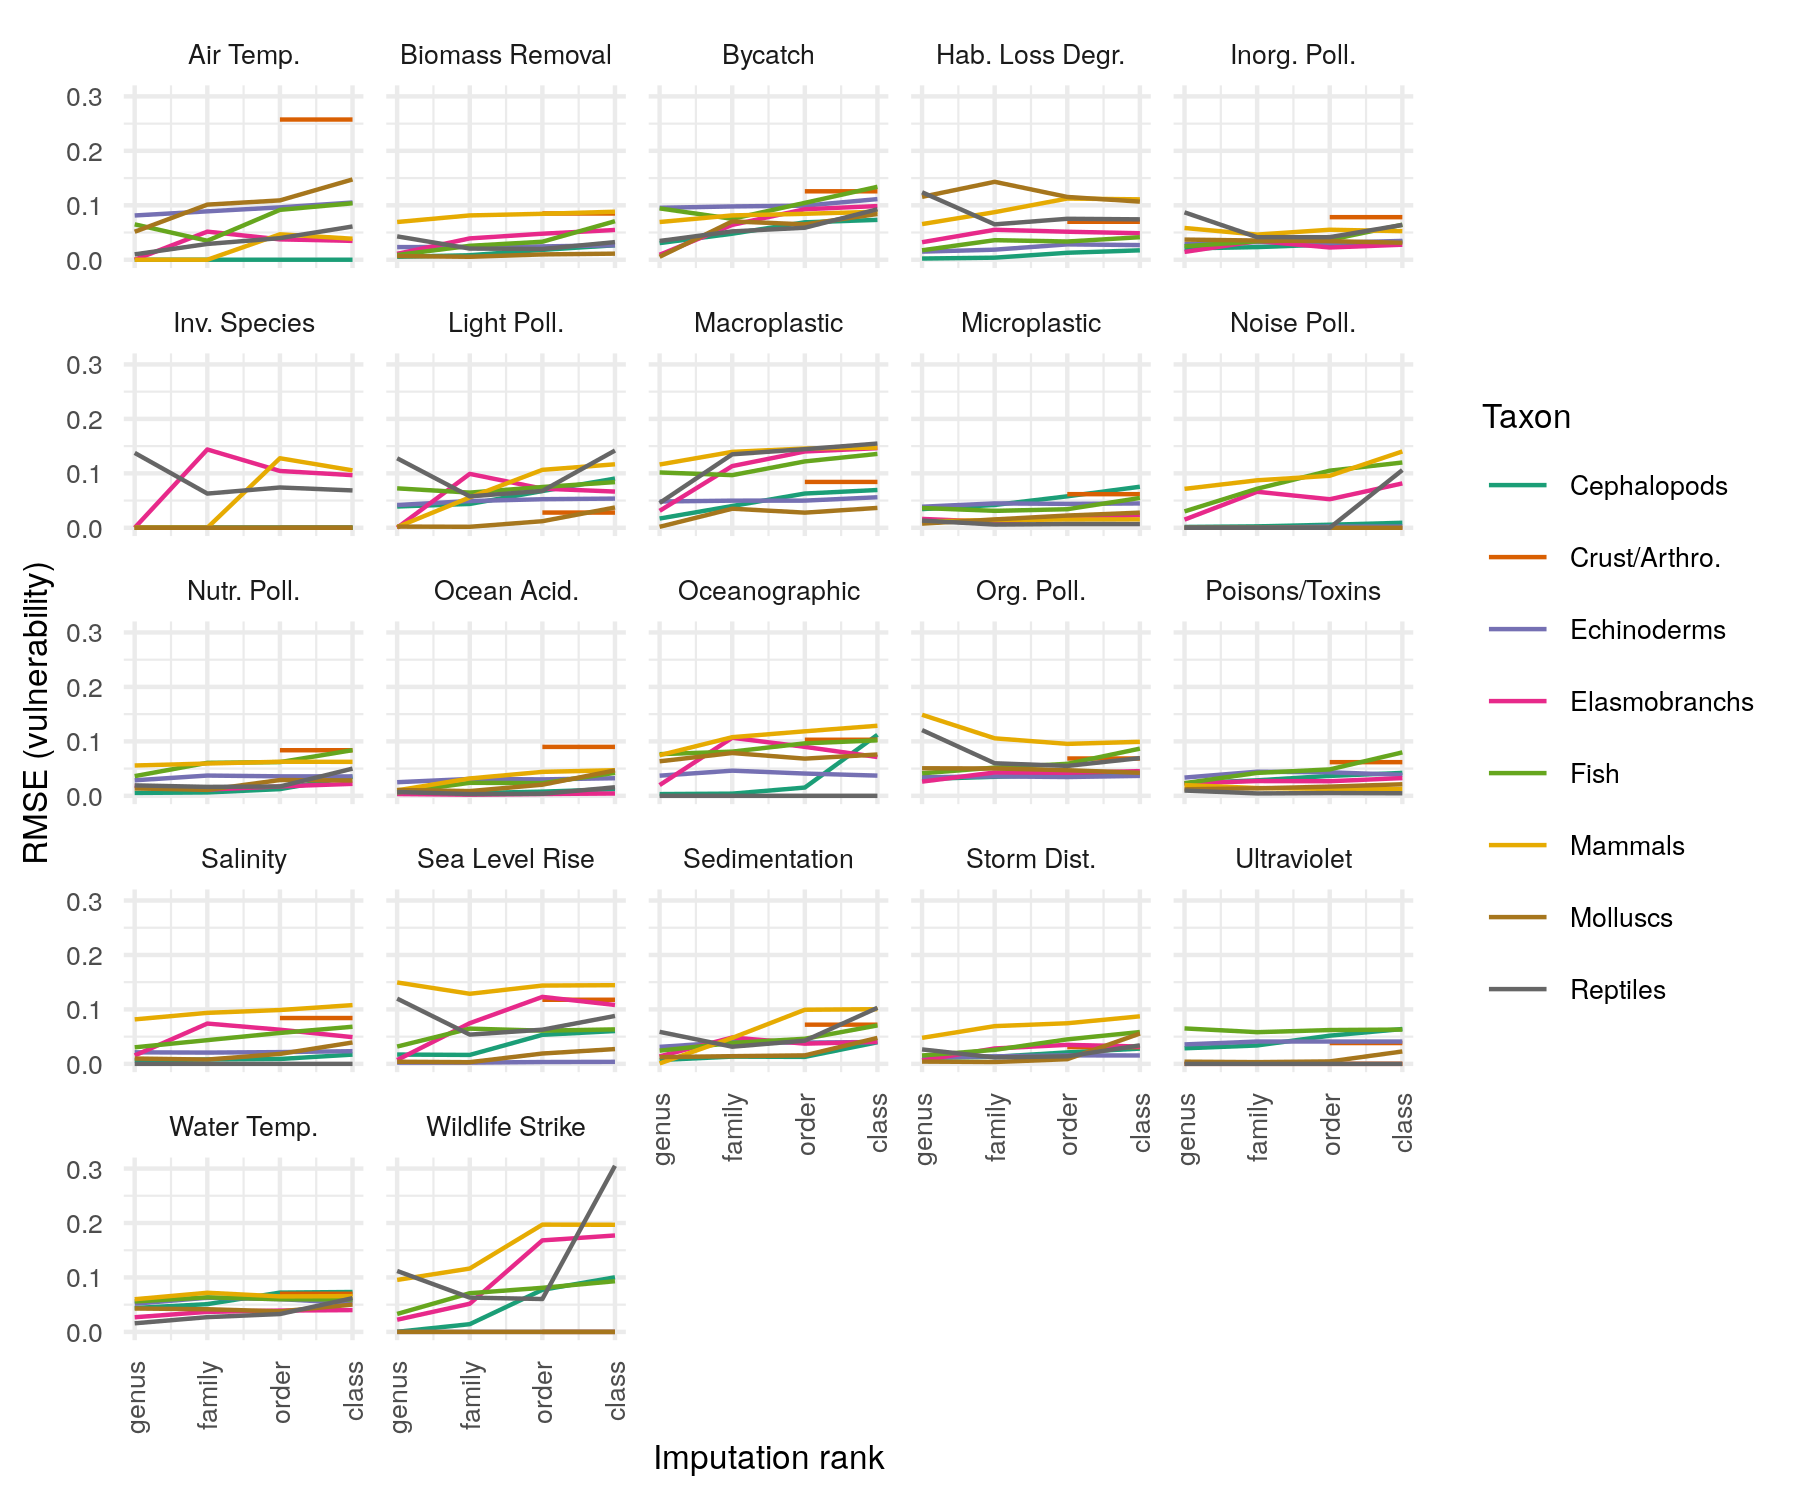 Air Temp.
Biomass Removal
Bycatch
Hab. Loss Degr.
Inorg. Poll.
0.3
0.2
0.1
0.0
Inv. Species
Light Poll.
Macroplastic
Microplastic
Noise Poll.
0.3
0.2
0.1
0.0
Nutr. Poll.
Ocean Acid.
Oceanographic
Org. Poll.
Poisons/Toxins
0.3
0.2
0.1
0.0
Salinity
Sea Level Rise
Sedimentation
Storm Dist.
Ultraviolet
0.3
0.2
0.1
0.0
genus
family
order
class
genus
family
order
class
genus
family
order
class
Water Temp.
Wildlife Strike
0.3
0.2
0.1
0.0
genus
family
order
class
genus
family
order
class
Imputation rank
RMSE (vulnerability)
Taxon
Cephalopods
Crust/Arthro.
Echinoderms
Elasmobranchs
Fish
Mammals
Molluscs
Reptiles